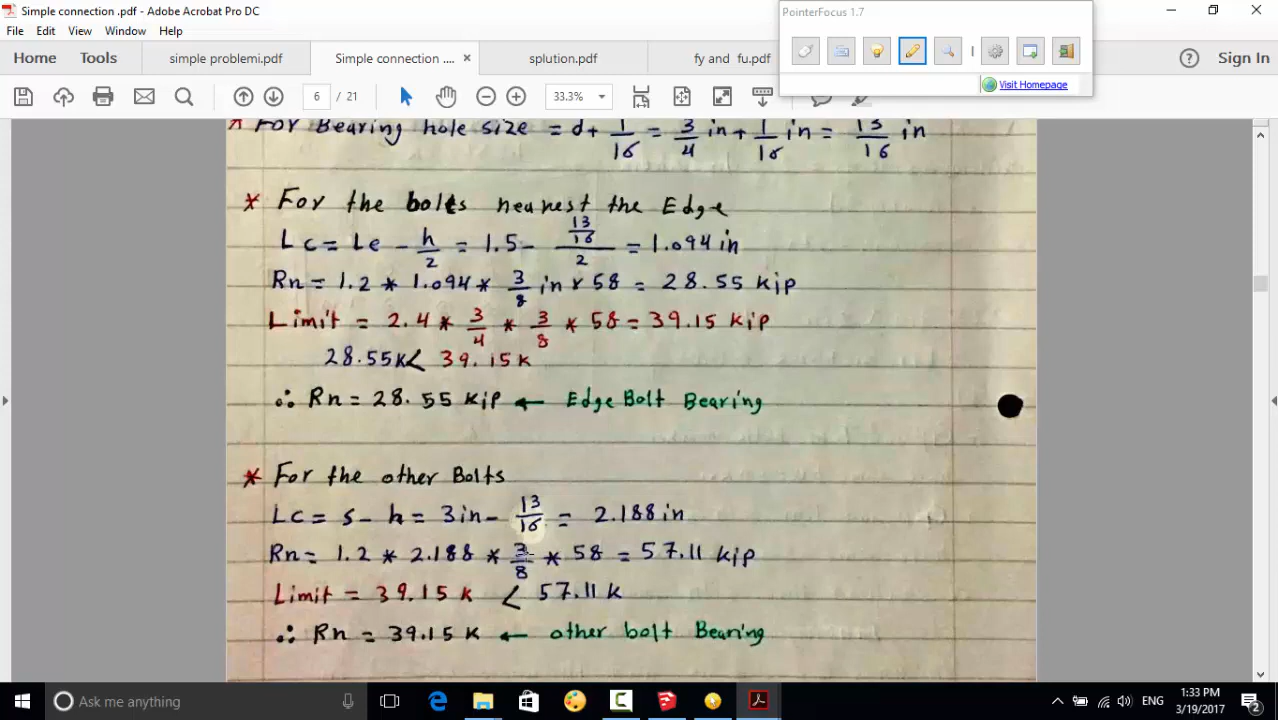 Simple connection .pdf - Adobe Acrobat Pro DC
PointerFocus 1.7
File Edit View Window Help
Home Tools simple problemi.pdf Simple connection .... × splution.pdf fy and fu.pdf Sign In
Visit Homepage
6 / 21 33.3%
* For Bearing hole size = d+ 1/16 = 3/4 in + 1/16 in = 13/16 in
* For the bolts nearest the Edge
Lc = Le - h/2 = 1.5 - (13/16)/2 = 1.094 in
Rn = 1.2 * 1.094 * 3/8 in * 58 = 28.55 kip
Limit = 2.4 * 3/4 * 3/8 * 58 = 39.15 kip
28.55K < 39.15 K
∴ Rn = 28.55 kip ← Edge Bolt Bearing
* For the other Bolts
Lc = s - h = 3in - 13/16 = 2.188 in
Rn = 1.2 * 2.188 * 3/8 * 58 = 57.11 kip
Limit = 39.15 K < 57.11 k
∴ Rn = 39.15 K ← other bolt Bearing
Ask me anything
ENG
1:33 PM
3/19/2017
2